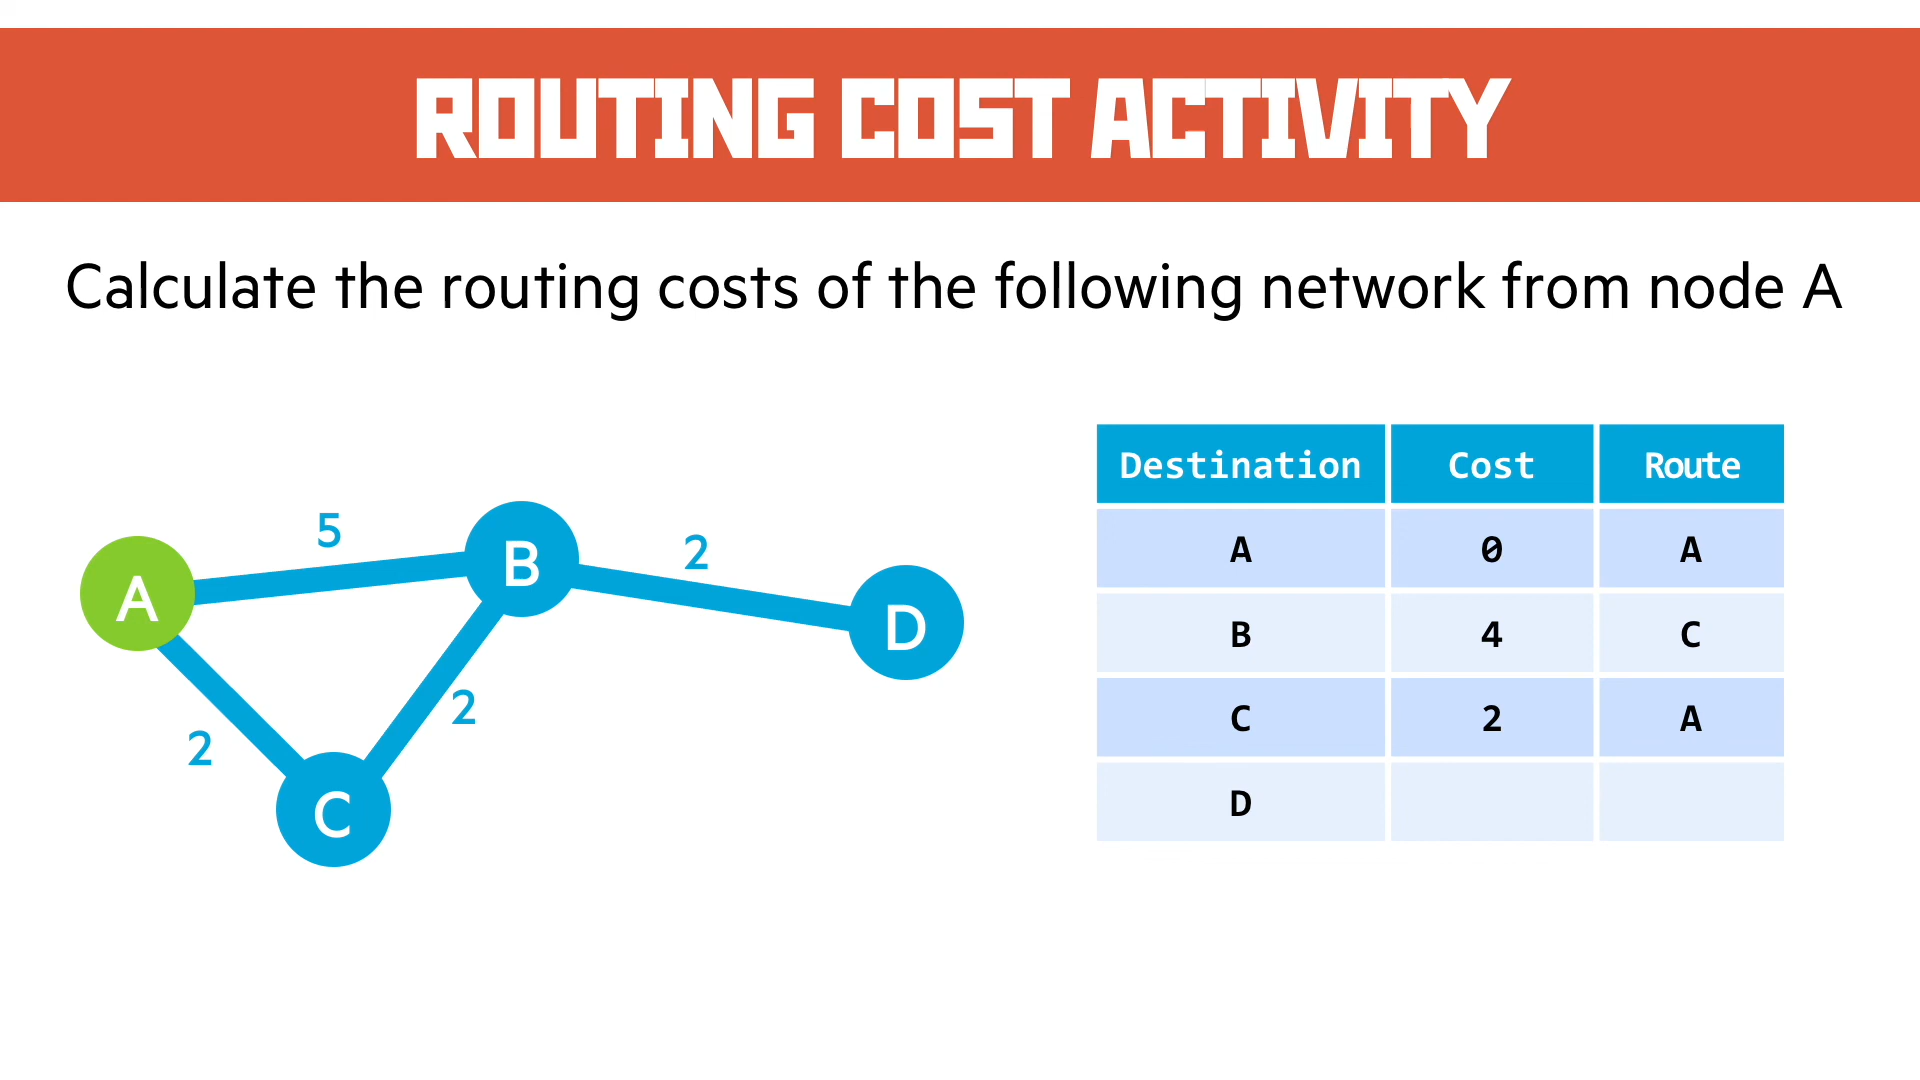 ROUTING COST ACTIVITY
Calculate the routing costs of the following network from node A
A
5
B
2
D
2
2
C
Destination Cost Route
A 0 A
B 4 C
C 2 A
D